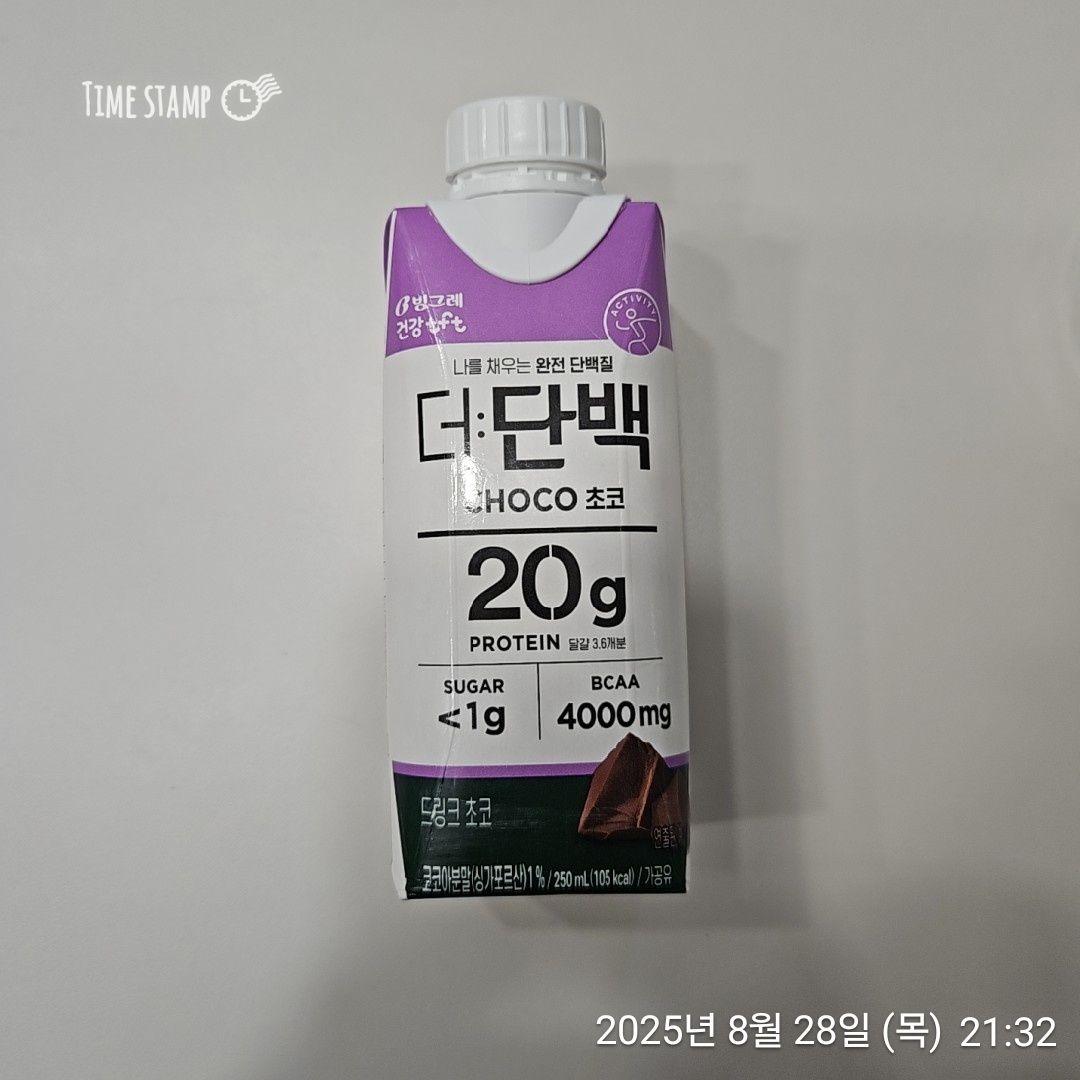 TIME STAMP
빙그레
건강 tft
ACTIVITY
나를 채우는 완전 단백질
더:단백
CHOCO 초코
20g
PROTEIN 달걀 3.6개분
SUGAR
<1g
BCAA
4000mg
드링크 초코
연출
코코아분말(싱가포르산)1% / 250 mL(105 kcal) / 가공유
2025년 8월 28일 (목) 21:32